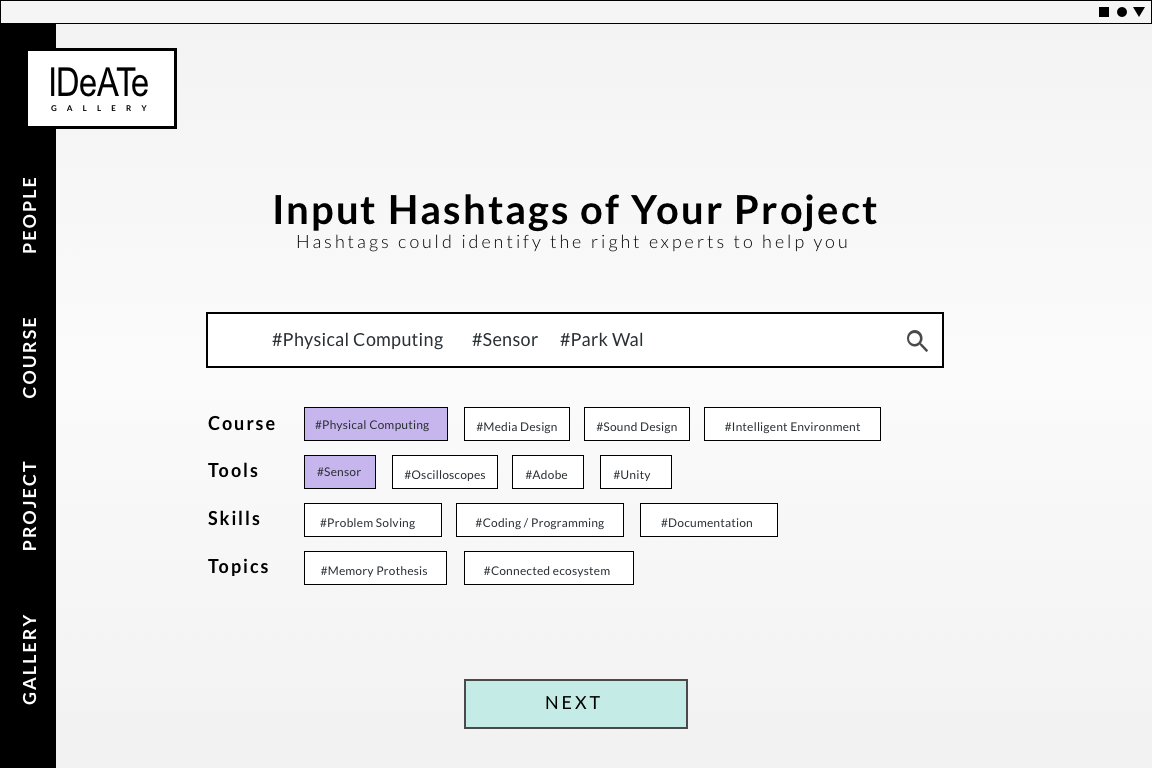 IDeATe
GALLERY
PEOPLE
COURSE
PROJECT
GALLERY
Input Hashtags of Your Project
Hashtags could identify the right experts to help you
#Physical Computing #Sensor #Park Wal
Course #Physical Computing #Media Design #Sound Design #Intelligent Environment
Tools #Sensor #Oscilloscopes #Adobe #Unity
Skills #Problem Solving #Coding / Programming #Documentation
Topics #Memory Prothesis #Connected ecosystem
NEXT